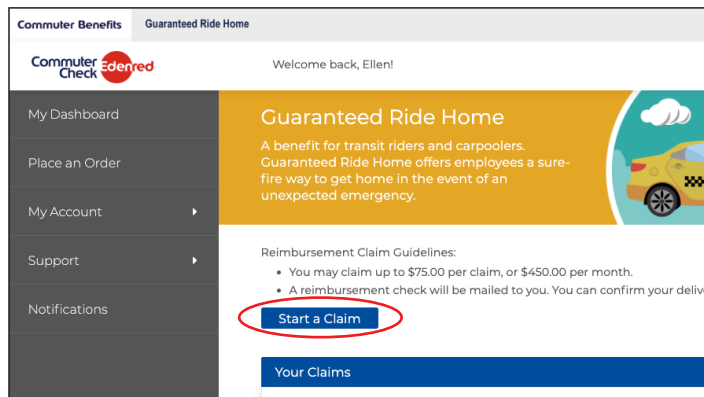 Commuter Benefits
Guaranteed Ride Home
Commuter
Check
Edenred
Welcome back, Ellen!
My Dashboard
Place an Order
My Account
Support
Notifications
Guaranteed Ride Home
A benefit for transit riders and carpoolers.
Guaranteed Ride Home offers employees a sure-
fire way to get home in the event of an
unexpected emergency.
Reimbursement Claim Guidelines:
• You may claim up to $75.00 per claim, or $450.00 per month.
• A reimbursement check will be mailed to you. You can confirm your
Start a Claim
Your Claims